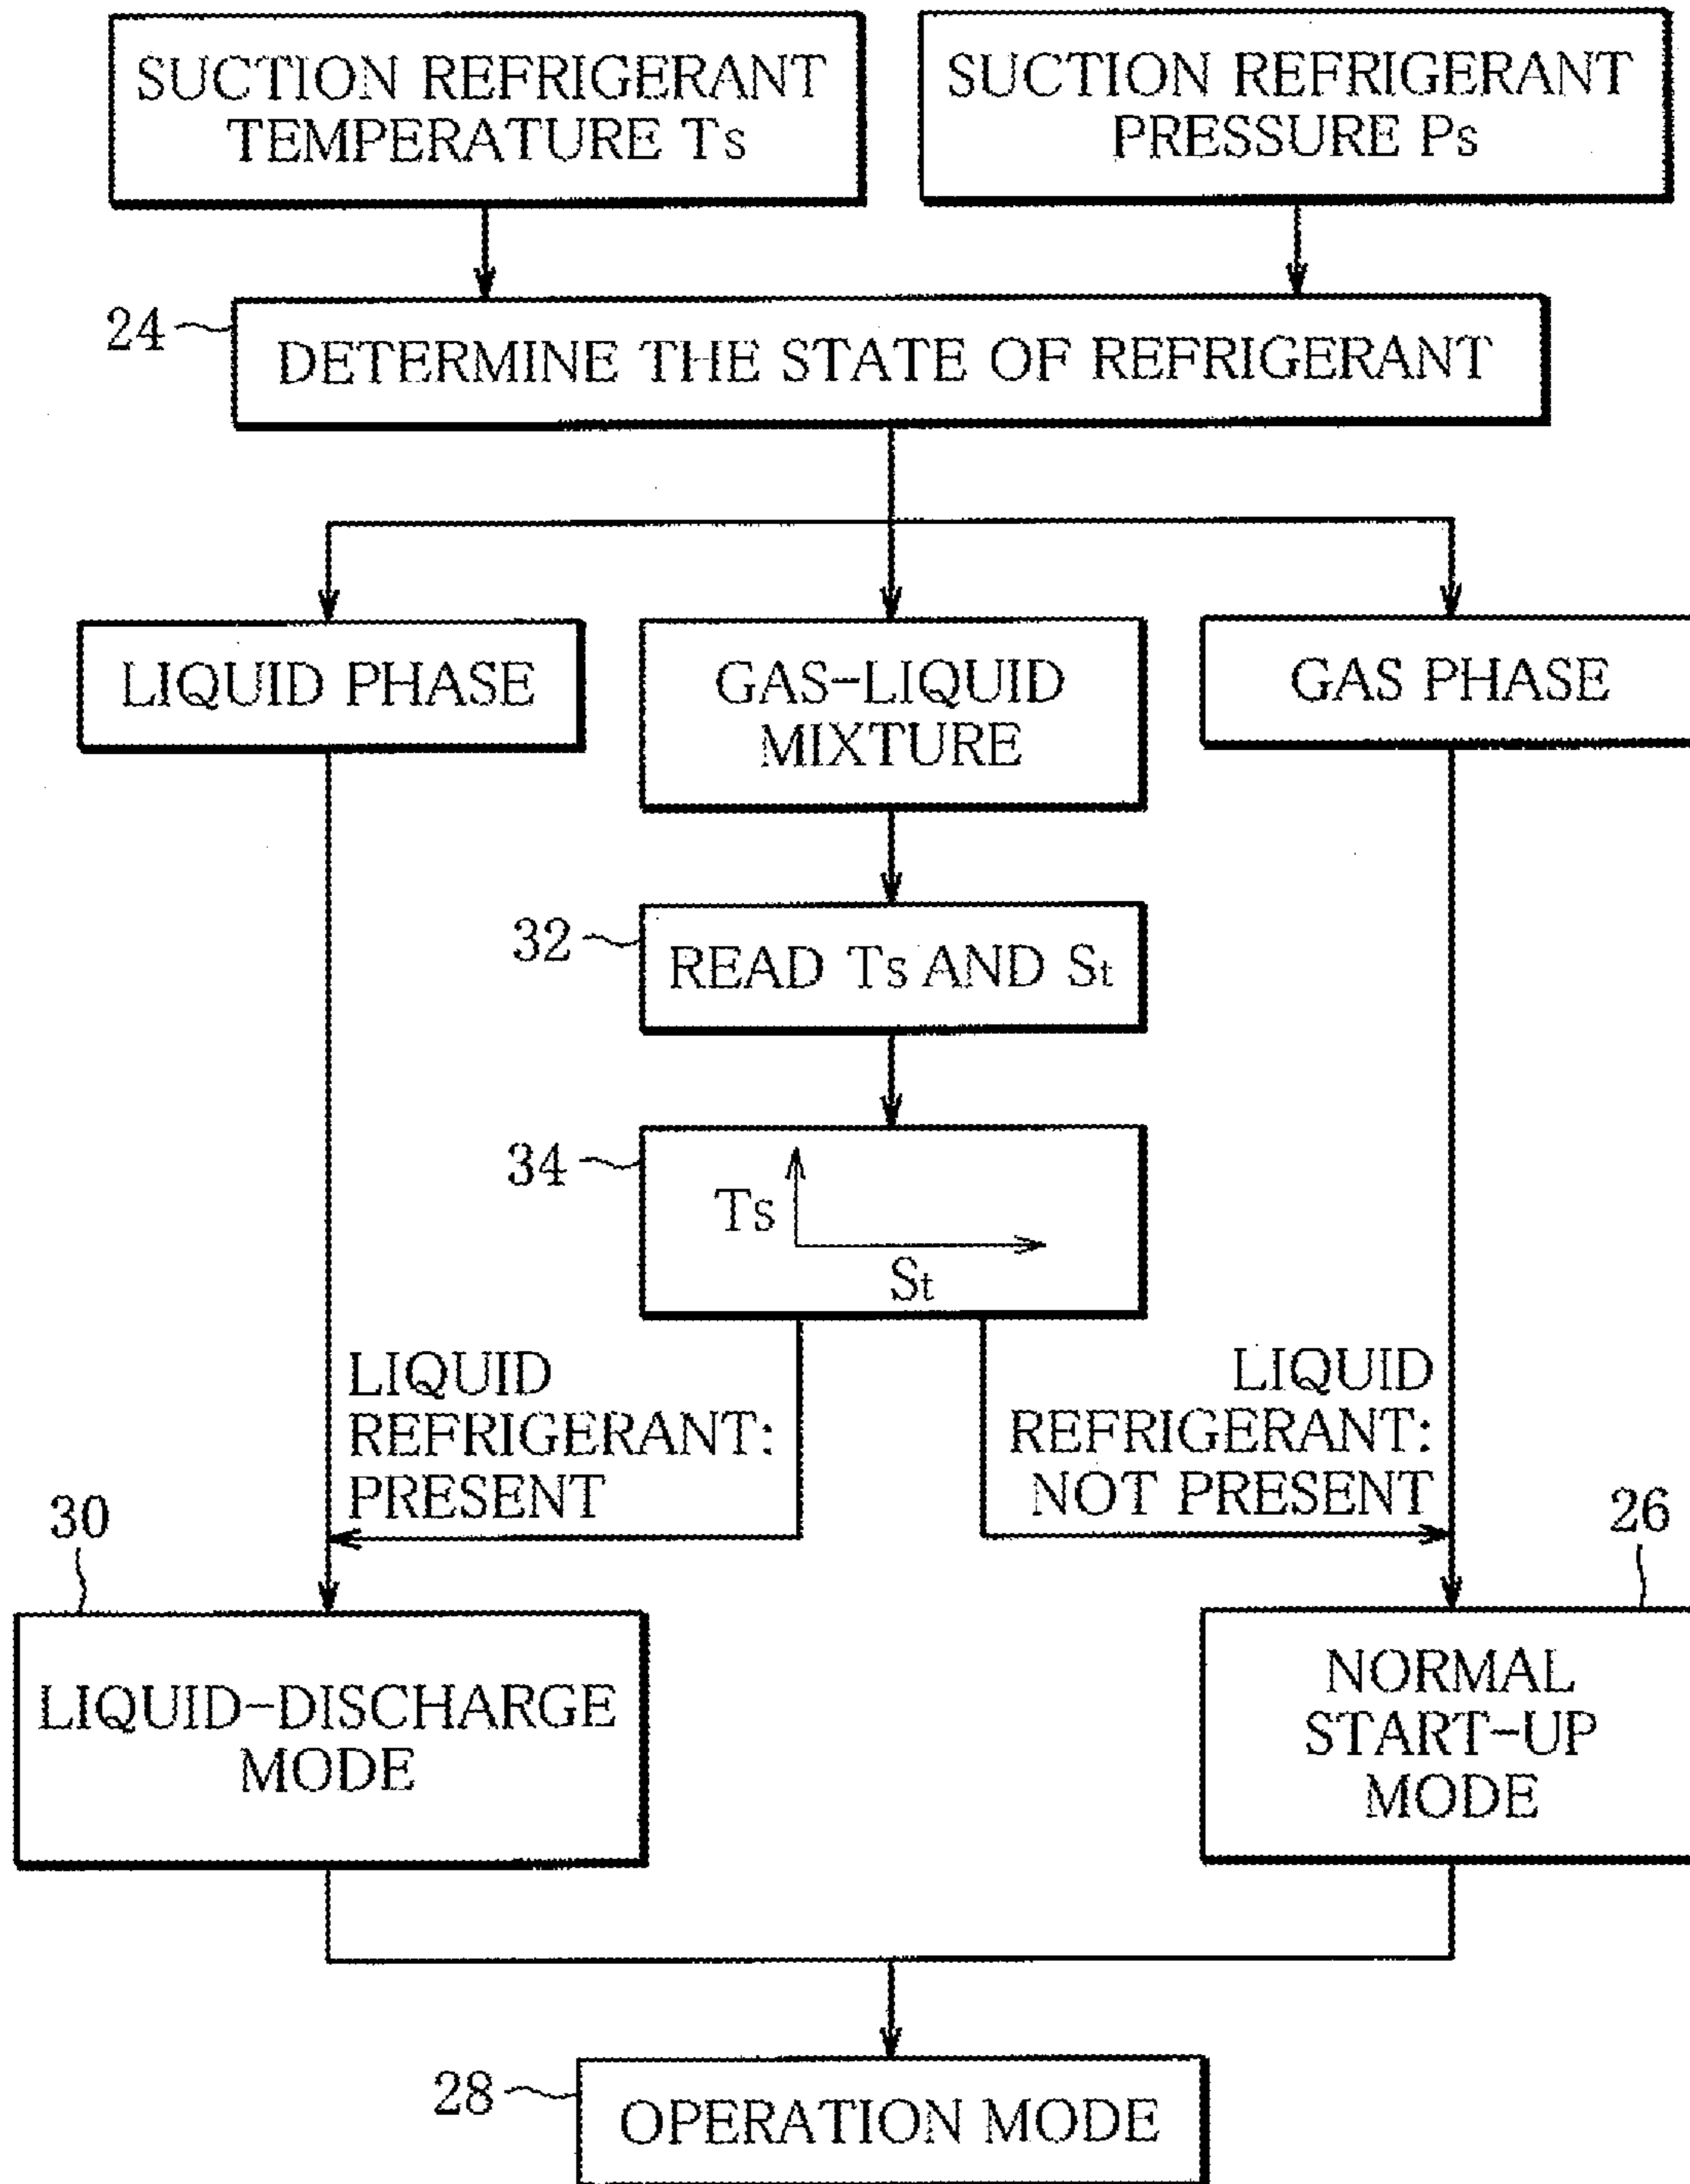 SUCTION REFRIGERANT
TEMPERATURE Ts
SUCTION REFRIGERANT
PRESSURE Ps
24
DETERMINE THE STATE OF REFRIGERANT
LIQUID PHASE
GAS-LIQUID
MIXTURE
GAS PHASE
32
READ Ts AND St
34
Ts
St
LIQUID
REFRIGERANT:
PRESENT
LIQUID
REFRIGERANT:
NOT PRESENT
30
26
LIQUID-DISCHARGE
MODE
NORMAL
START-UP
MODE
28
OPERATION MODE